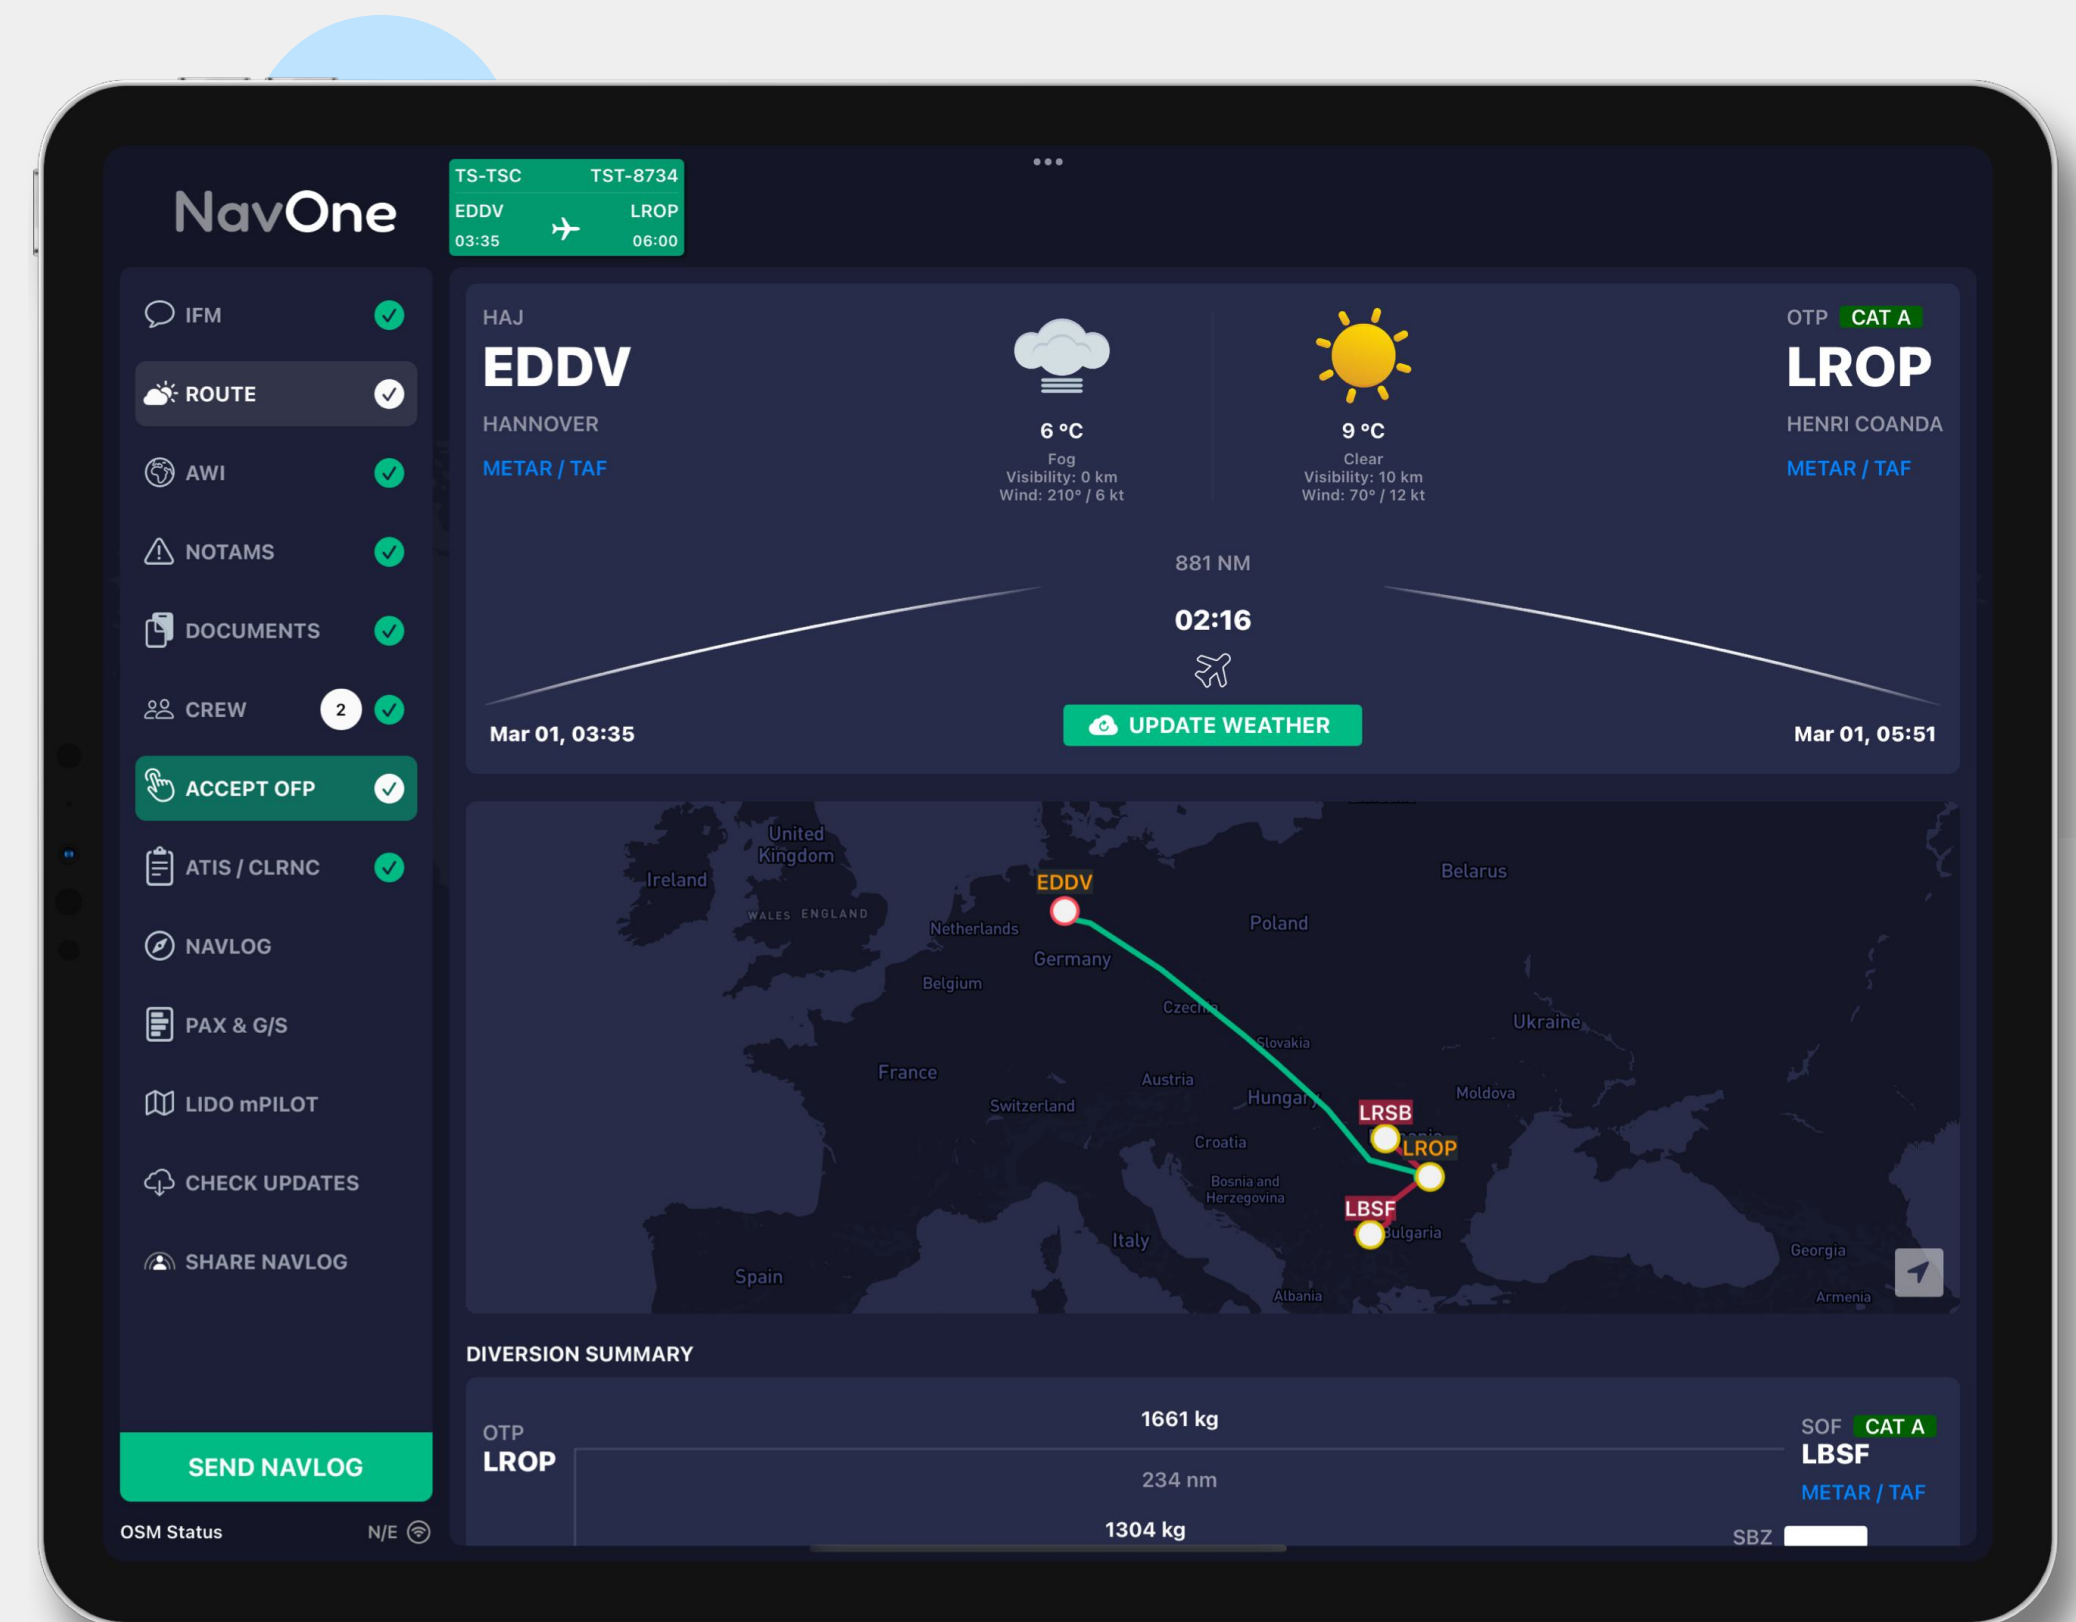 NavOne
TS-TSC TST-8734
EDDV LROP
03:35 06:00
IFM
ROUTE
AWI
NOTAMS
DOCUMENTS
CREW 2
ACCEPT OFP
ATIS / CLRNC
NAVLOG
PAX & G/S
LIDO mPILOT
CHECK UPDATES
SHARE NAVLOG
SEND NAVLOG
OSM Status N/E
HAJ
EDDV
HANNOVER
METAR / TAF
6 °C
Fog
Visibility: 0 km
Wind: 210° / 6 kt
9 °C
Clear
Visibility: 10 km
Wind: 70° / 12 kt
OTP CAT A
LROP
HENRI COANDA
METAR / TAF
881 NM
02:16
Mar 01, 03:35
UPDATE WEATHER
Mar 01, 05:51
United
Kingdom
Ireland
WALES ENGLAND
EDDV
Belarus
Netherlands
Poland
Germany
Belgium
Czechia
Ukraine
Slovakia
France
Austria
Switzerland
Hungary
Moldova
LRSB
Croatia
LROP
Bosnia and
Herzegovina
LBSF
Bulgaria
Italy
Georgia
Spain
Albania
Armenia
DIVERSION SUMMARY
OTP
LROP
1661 kg
234 nm
1304 kg
SOF CAT A
LBSF
METAR / TAF
SBZ